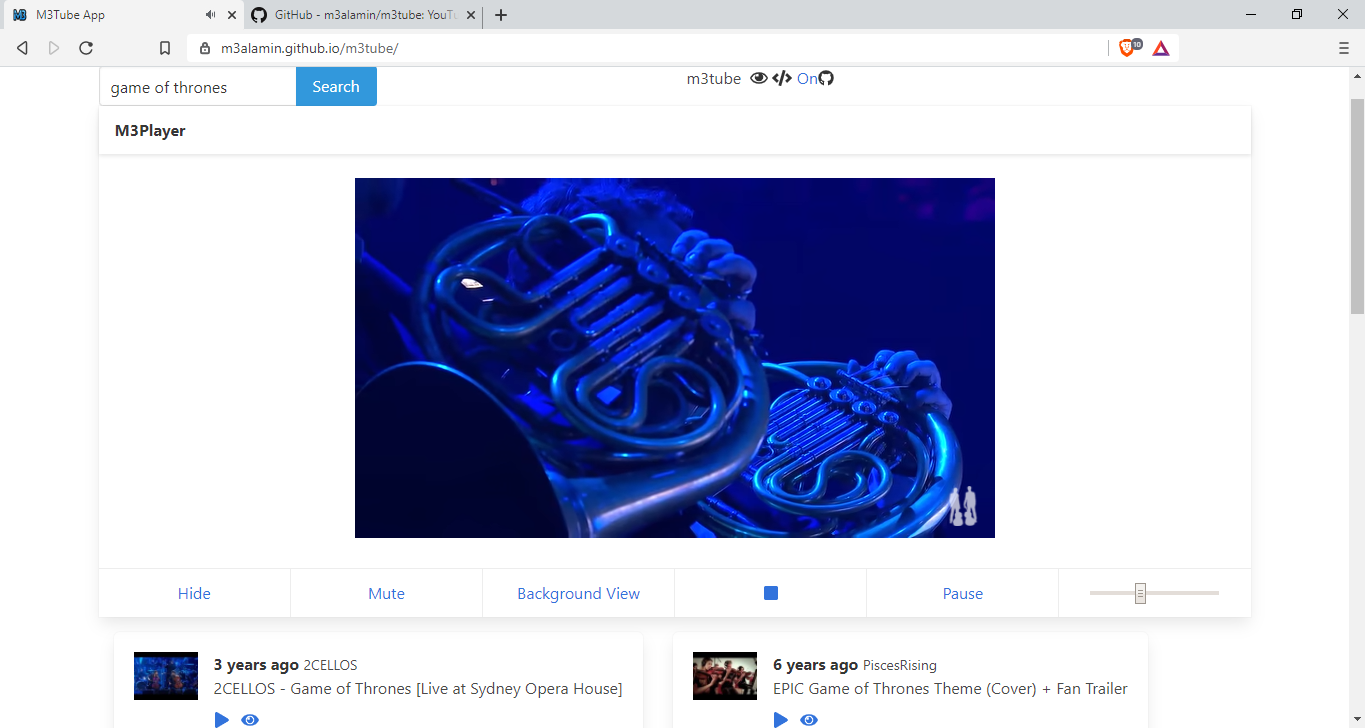 M3Tube App
GitHub - m3alamin/m3tube: YouTu
m3alamin.github.io/m3tube/
10
game of thrones
Search
m3tube </> On
M3Player
Hide
Mute
Background View
Pause
3 years ago 2CELLOS
2CELLOS - Game of Thrones [Live at Sydney Opera House]
6 years ago PiscesRising
EPIC Game of Thrones Theme (Cover) + Fan Trailer